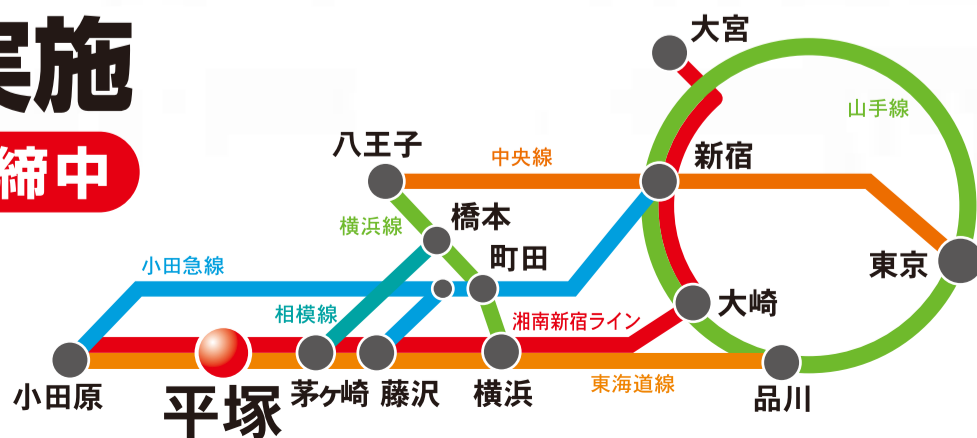 実施
締中
大宮
山手線
八王子
中央線
新宿
横浜線
橋本
町田
小田急線
東京
相模線
湘南新宿ライン
大崎
小田原
平塚
茅ケ崎
藤沢
横浜
東海道線
品川